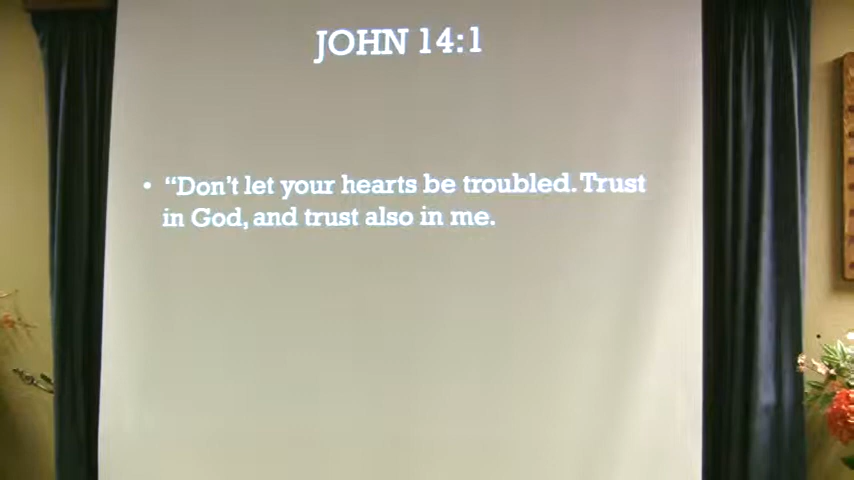 JOHN 14:1
• “Don’t let your hearts be troubled. Trust
in God, and trust also in me.